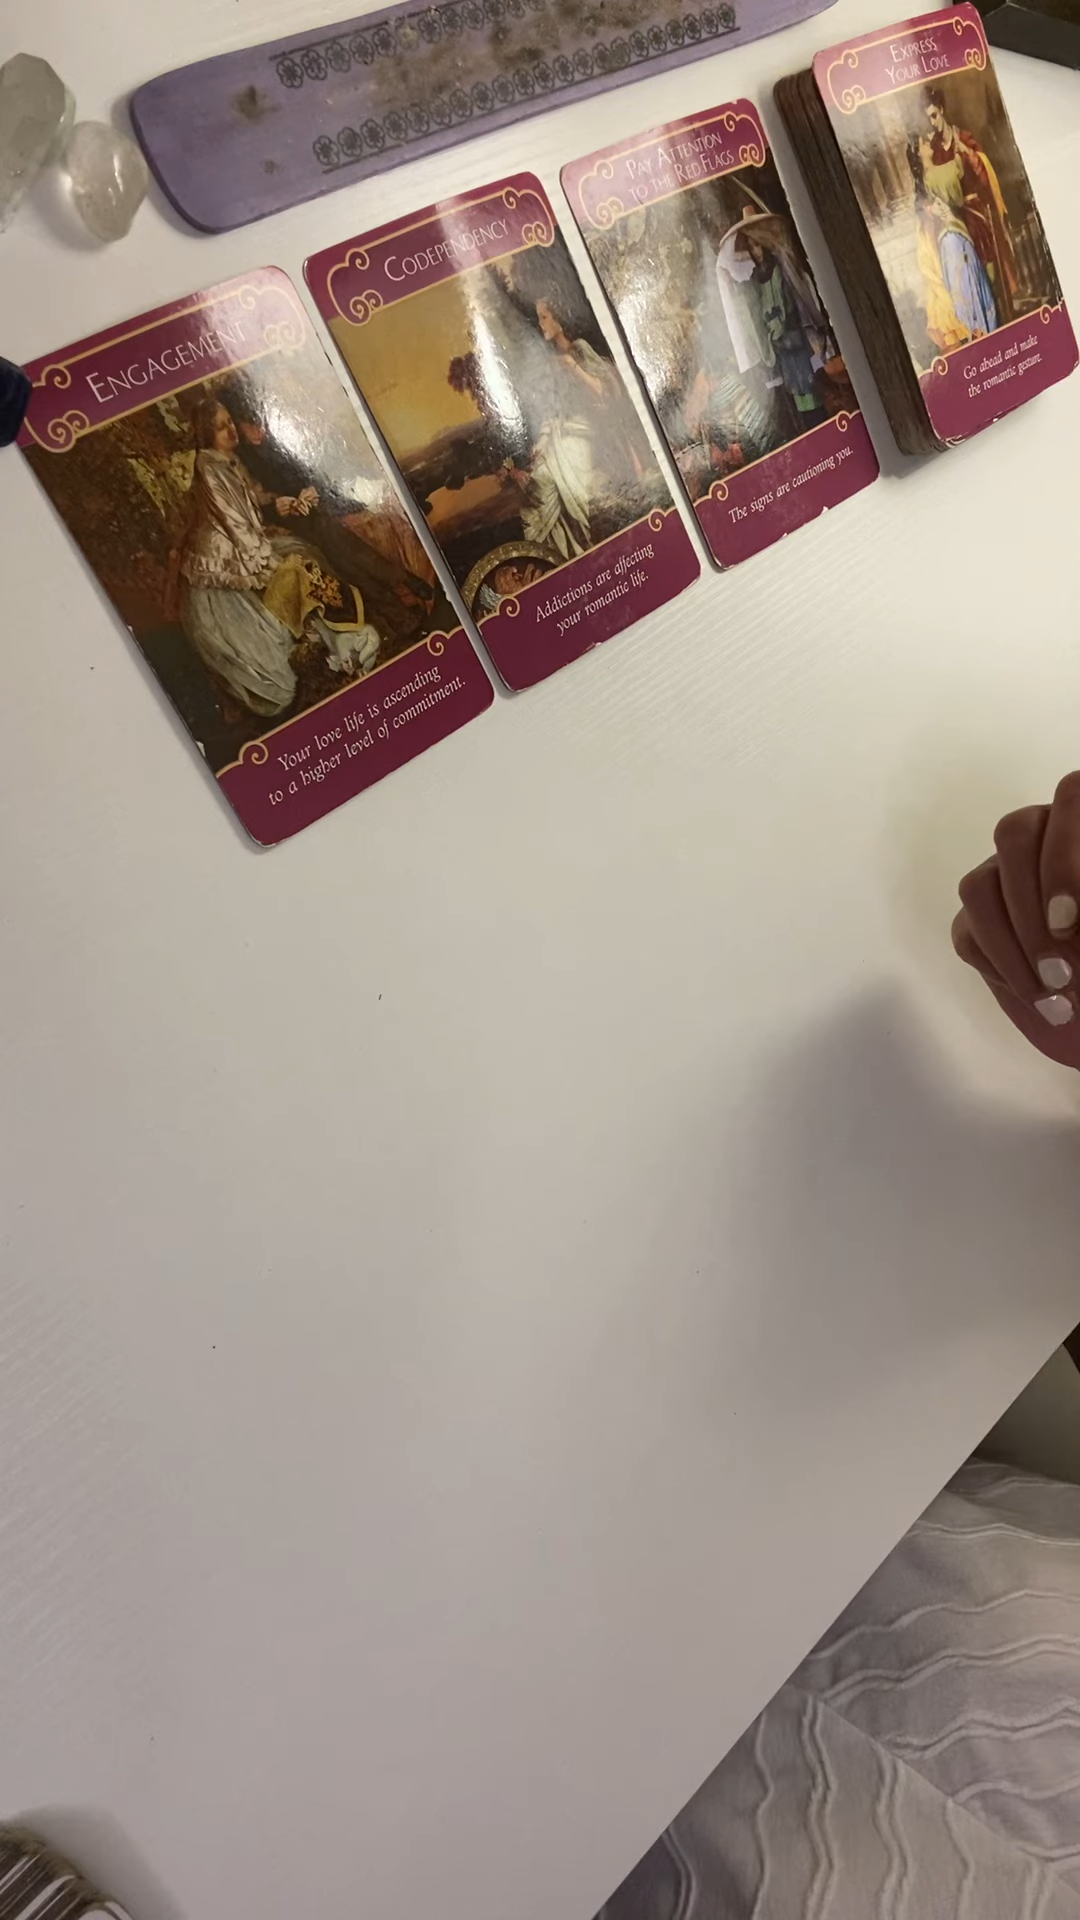 ENGAGEMENT
Your love life is ascending
to a higher level of commitment.
CODEPENDENCY
Addictions are affecting
your romantic life.
PAY ATTENTION
TO THE RED FLAGS
The signs are cautioning you.
EXPRESS
YOUR LOVE
Go ahead and make
the romantic gesture.